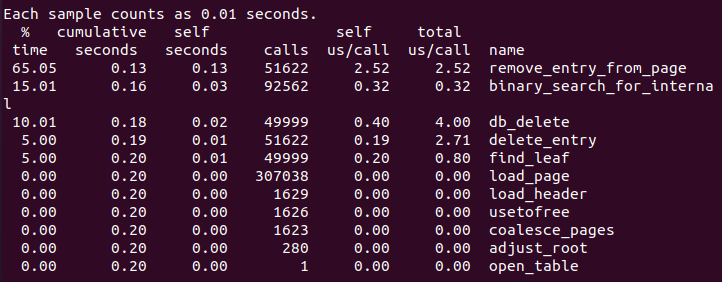 Each sample counts as 0.01 seconds.
  %   cumulative   self              self     total
 time   seconds   seconds    calls  us/call  us/call  name
 65.05      0.13     0.13    51622     2.52     2.52  remove_entry_from_page
 15.01      0.16     0.03    92562     0.32     0.32  binary_search_for_interna
l
 10.01      0.18     0.02    49999     0.40     4.00  db_delete
  5.00      0.19     0.01    51622     0.19     2.71  delete_entry
  5.00      0.20     0.01    49999     0.20     0.80  find_leaf
  0.00      0.20     0.00   307038     0.00     0.00  load_page
  0.00      0.20     0.00     1629     0.00     0.00  load_header
  0.00      0.20     0.00     1626     0.00     0.00  usetofree
  0.00      0.20     0.00     1623     0.00     0.00  coalesce_pages
  0.00      0.20     0.00      280     0.00     0.00  adjust_root
  0.00      0.20     0.00        1     0.00     0.00  open_table